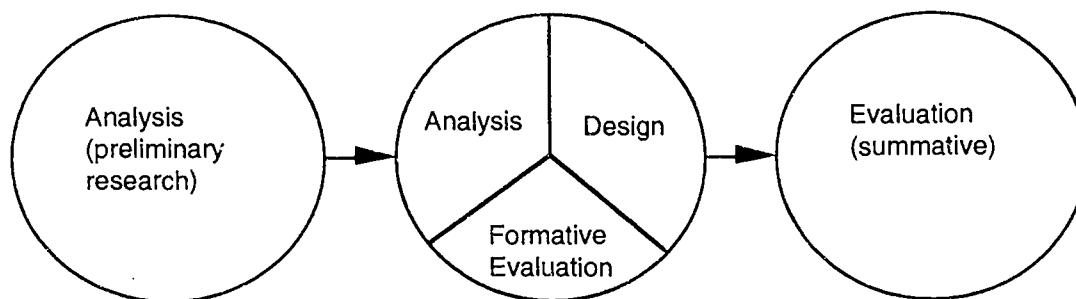 Analysis
(preliminary
research)
Analysis
Design
Formative
Evaluation
Evaluation
(summative)